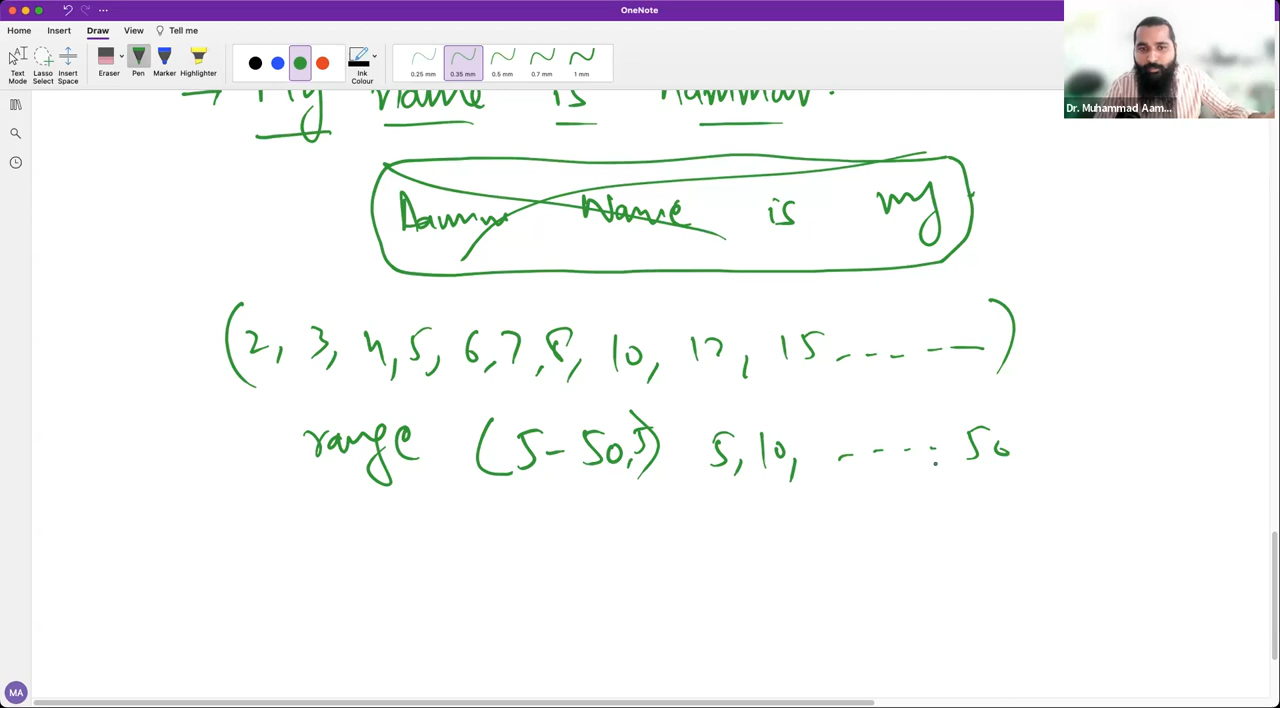 OneNote
Home Insert Draw View Tell me
Text Mode Lasso Select Insert Space Eraser Pen Marker Highlighter Ink Colour 0.25 mm 0.35 mm 0.5 mm 0.7 mm 1 mm
Dr. Muhammad Aam...
→ My Name is Hammad.
Name is my
(2, 3, 4, 5, 6, 7, 8, 10, 12, 15 ... —)
range (5-50, 5) 5, 10, ..... 50
MA